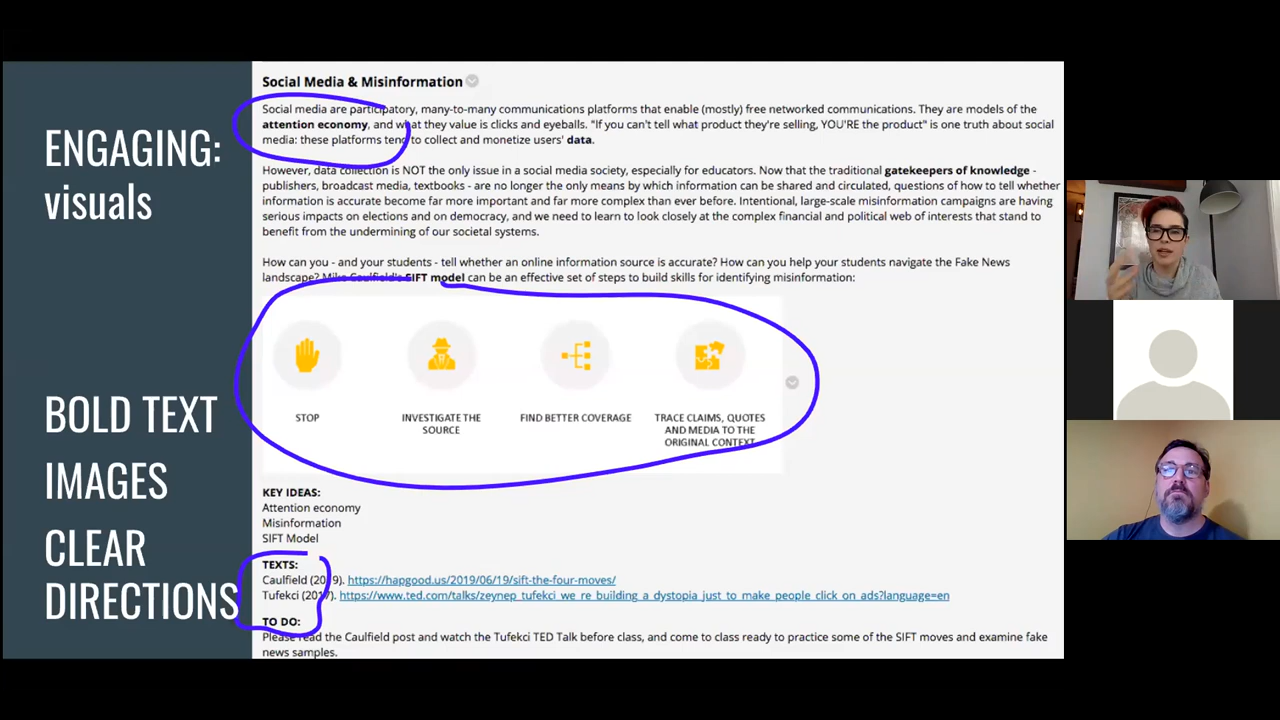 ENGAGING:
visuals
BOLD TEXT
IMAGES
CLEAR
DIRECTIONS
Social Media & Misinformation
Social media are participatory, many-to-many communications platforms that enable (mostly) free networked communications. They are models of the
attention economy, and what they value is clicks and eyeballs. "If you can't tell what product they're selling, YOU'RE the product" is one truth about social
media: these platforms tend to collect and monetize users' data.
However, data collection is NOT the only issue in a social media society, especially for educators. Now that the traditional gatekeepers of knowledge -
publishers, broadcast media, textbooks - are no longer the only means by which information can be shared and circulated, questions of how to tell whether
information is accurate become far more important and far more complex than ever before. Intentional, large-scale misinformation campaigns are having
serious impacts on elections and on democracy, and we need to learn to look closely at the complex financial and political web of interests that stand to
benefit from the undermining of our societal systems.
How can you - and your students - tell whether an online information source is accurate? How can you help your students navigate the Fake News
landscape? Mike Caulfield's SIFT model can be an effective set of steps to build skills for identifying misinformation:
STOP
INVESTIGATE THE
SOURCE
FIND BETTER COVERAGE
TRACE CLAIMS, QUOTES
AND MEDIA TO THE
ORIGINAL CONTEXT
KEY IDEAS:
Attention economy
Misinformation
SIFT Model
TEXTS:
Caulfield (2019). https://hapgood.us/2019/06/19/sift-the-four-moves/
Tufekci (2017). https://www.ted.com/talks/zeynep_tufekci_we_re_building_a_dystopia_just_to_make_people_click_on_ads?language=en
TO DO:
Please read the Caulfield post and watch the Tufekci TED Talk before class, and come to class ready to practice some of the SIFT moves and examine fake
news samples.